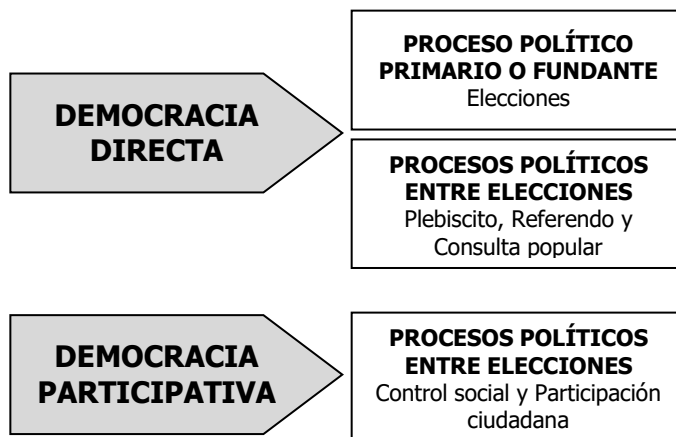 DEMOCRACIA
DIRECTA
PROCESO POLÍTICO
PRIMARIO O FUNDANTE
Elecciones
PROCESOS POLÍTICOS
ENTRE ELECCIONES
Plebiscito, Referendo y
Consulta popular
DEMOCRACIA
PARTICIPATIVA
PROCESOS POLÍTICOS
ENTRE ELECCIONES
Control social y Participación
ciudadana